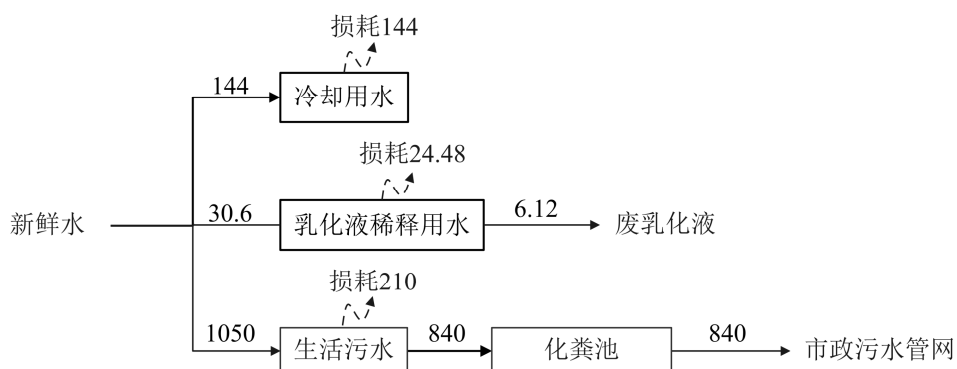 损耗144
144
冷却用水
损耗24.48
新鲜水
30.6
乳化液稀释用水
6.12
废乳化液
损耗210
1050
生活污水
840
化粪池
840
市政污水管网